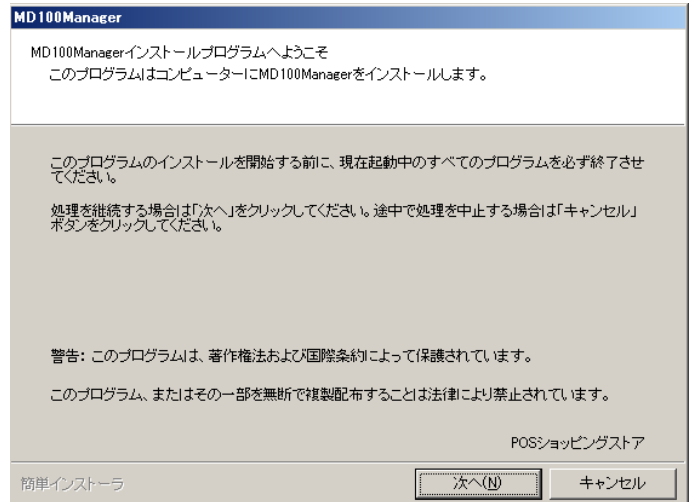 MD100Manager
MD100Managerインストールプログラムへようこそ
このプログラムはコンピューターにMD100Managerをインストールします。
このプログラムのインストールを開始する前に、現在起動中のすべてのプログラムを必ず終了させ
てください。
処理を継続する場合は「次へ」をクリックしてください。途中で処理を中止する場合は「キャンセル」
ボタンをクリックしてください。
警告: このプログラムは、著作権法および国際条約によって保護されています。
このプログラム、またはその一部を無断で複製配布することは法律により禁止されています。
POSショッピングストア
簡単インストーラ
次へ(N)
キャンセル